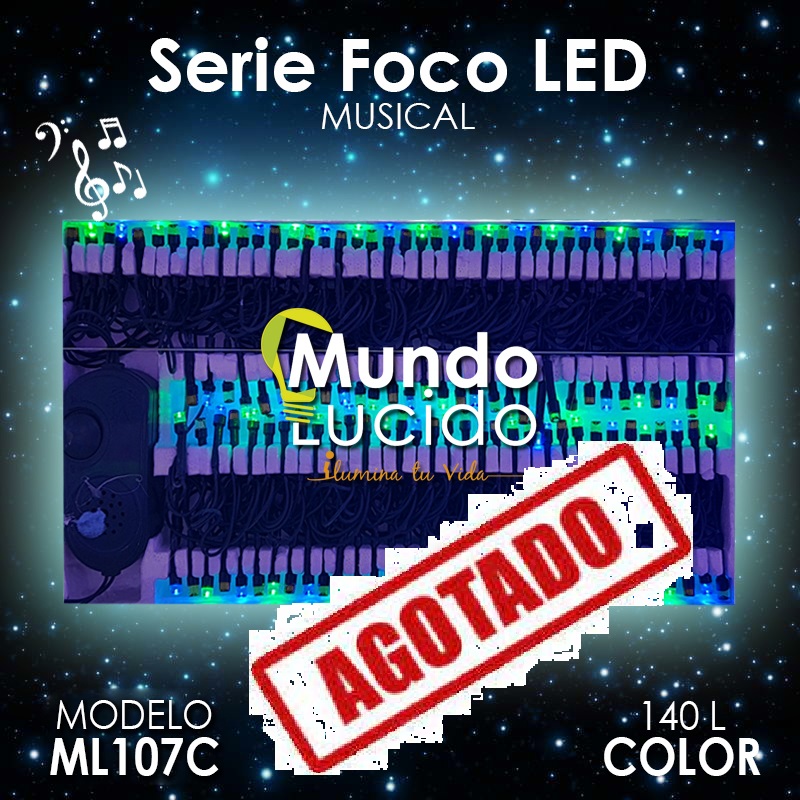 Serie Foco LED
MUSICAL
Mundo
Lucido
ilumina tu Vida
AGOTADO
MODELO
ML107C
140 L
COLOR